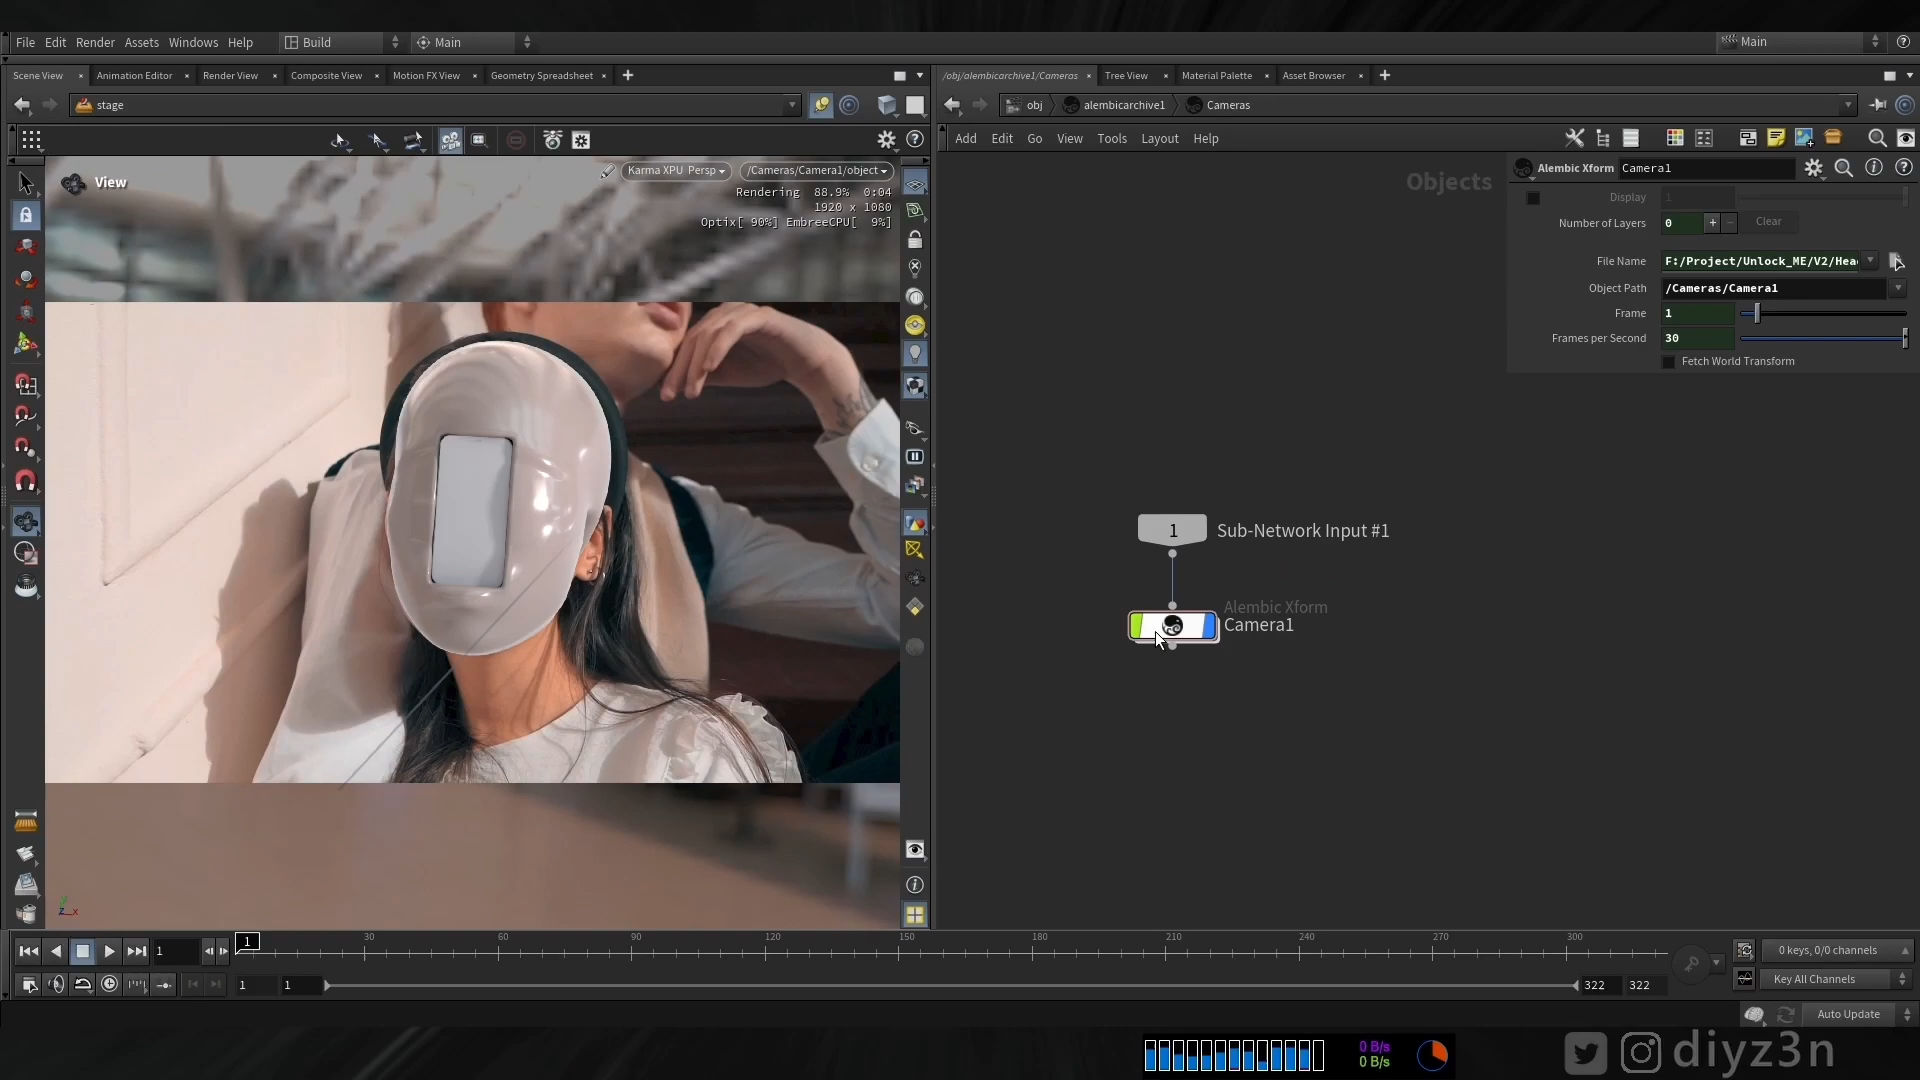 File Edit Render Assets Windows Help Build Main Main
Scene View Animation Editor Render View Composite View Motion FX View Geometry Spreadsheet
/obj/alembicarchive1/Cameras Tree View Material Palette Asset Browser
stage
obj alembicarchive1 Cameras
Add Edit Go View Tools Layout Help
View
Karma XPU Persp /Cameras/Camera1/object
Rendering 88.9% 0:04
1920 x 1080
Optix[ 90%] EmbreeCPU[ 9%]
Objects
Alembic Xform Camera1
Display 1
Number of Layers 0 + - Clear
File Name F:/Project/Unlock_ME/V2/Hea
Object Path /Cameras/Camera1
Frame 1
Frames per Second 30
Fetch World Transform
1 Sub-Network Input #1
Alembic Xform
Camera1
z x
1 1 30 60 90 120 150 180 210 240 270 300
0 keys, 0/0 channels
1 1 322 322
Key All Channels
Auto Update
0 B/s
0 B/s
diyz3n